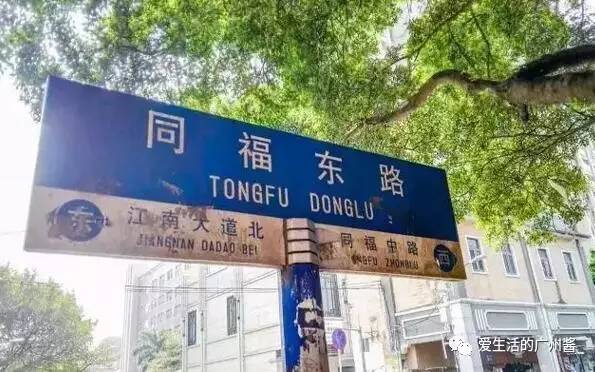 同福东路
TONGFU DONGLU
东 江南大道北
JIANGNAN DADAO BEI
同福中路 西
ONGFU ZHONGLU
爱生活的广州酱